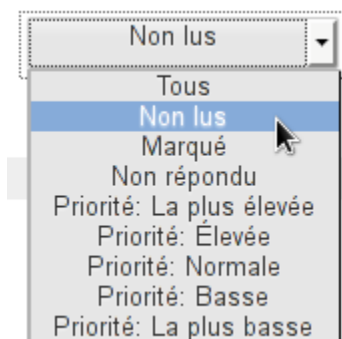 Non lus
Tous
Non lus
Marqué
Non répondu
Priorité: La plus élevée
Priorité: Élevée
Priorité: Normale
Priorité: Basse
Priorité: La plus basse